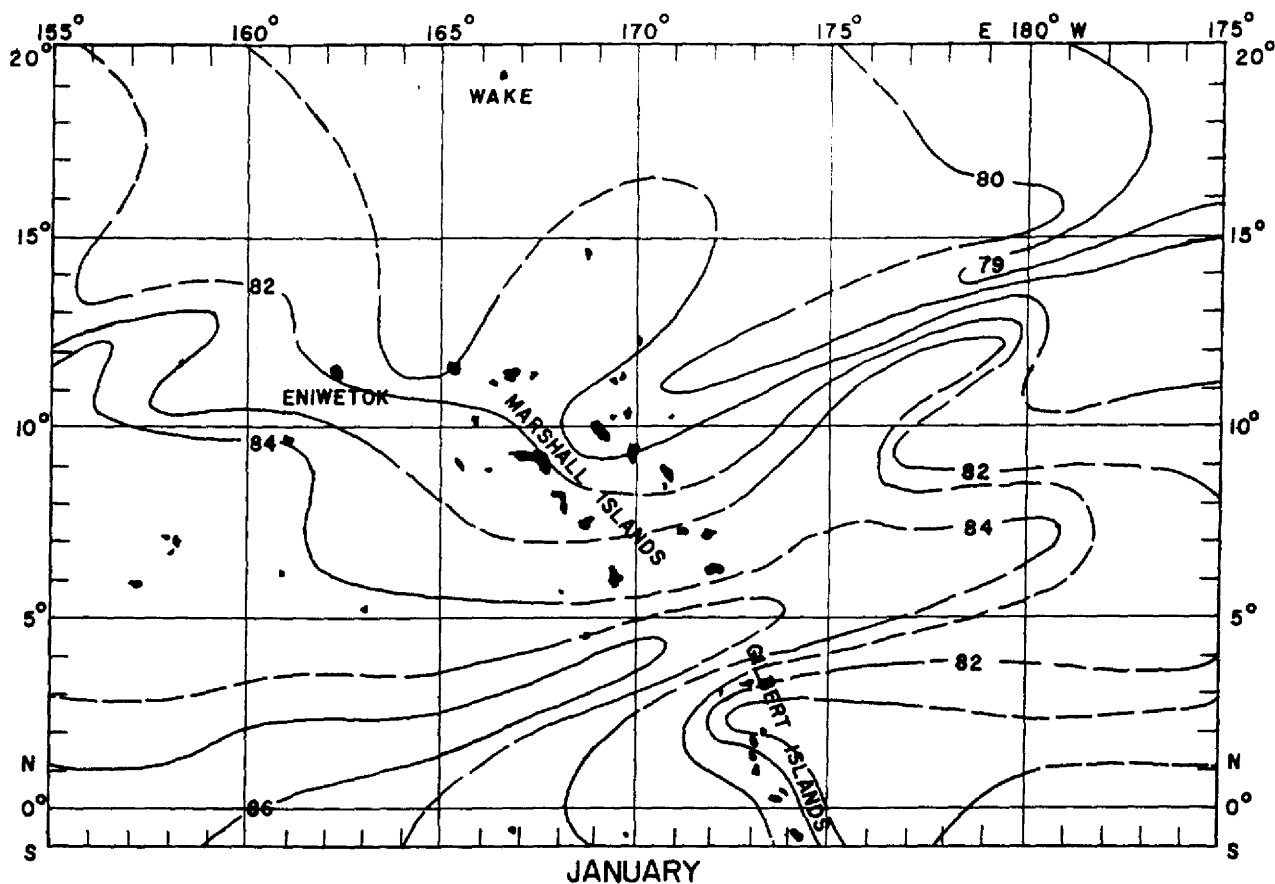 155° 160° 165° 170° 175° E 180° W 175°
20° 20°
WAKE
80
15° 15°
79
82
ENIWETOK
MARSHALL ISLANDS
10° 10°
84
82
84
5° 5°
GILBERT ISLANDS
82
N N
0° 86 0°
S S
JANUARY